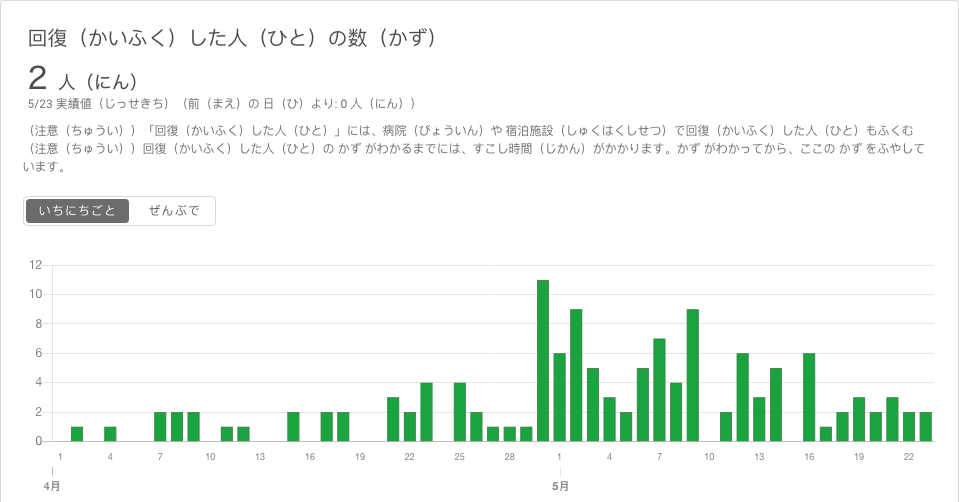 回復（かいふく）した人（ひと）の数（かず）
2 人（にん）
5/23 実績値（じっせきち）（前（まえ）の 日（ひ）より: 0 人（にん））
（注意（ちゅうい））「回復（かいふく）した人（ひと）」には、病院（びょういん）や 宿泊施設（しゅくはくしせつ）で回復（かいふく）した人（ひと）もふくむ
（注意（ちゅうい））回復（かいふく）した人（ひと）の かず がわかるまでには、すこし時間（じかん）がかかります。かず がわかってから、ここの かず をふやして
います。
いちにちごと ぜんぶで
12
10
8
6
4
2
0
1 4 7 10 13 16 19 22 25 28 1 4 7 10 13 16 19 22
4月 5月